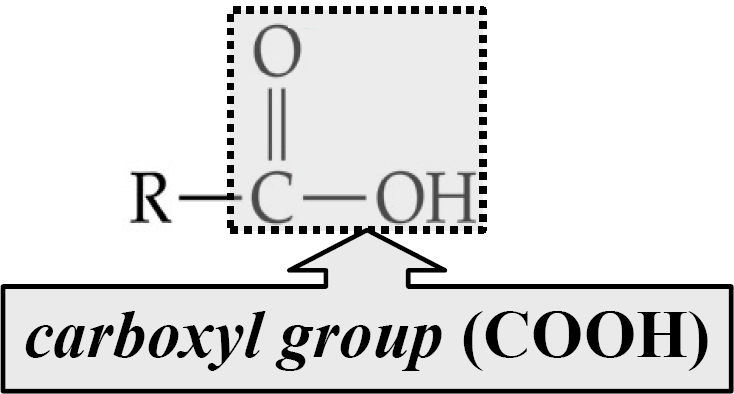 O
R—C—OH
carboxyl group (COOH)